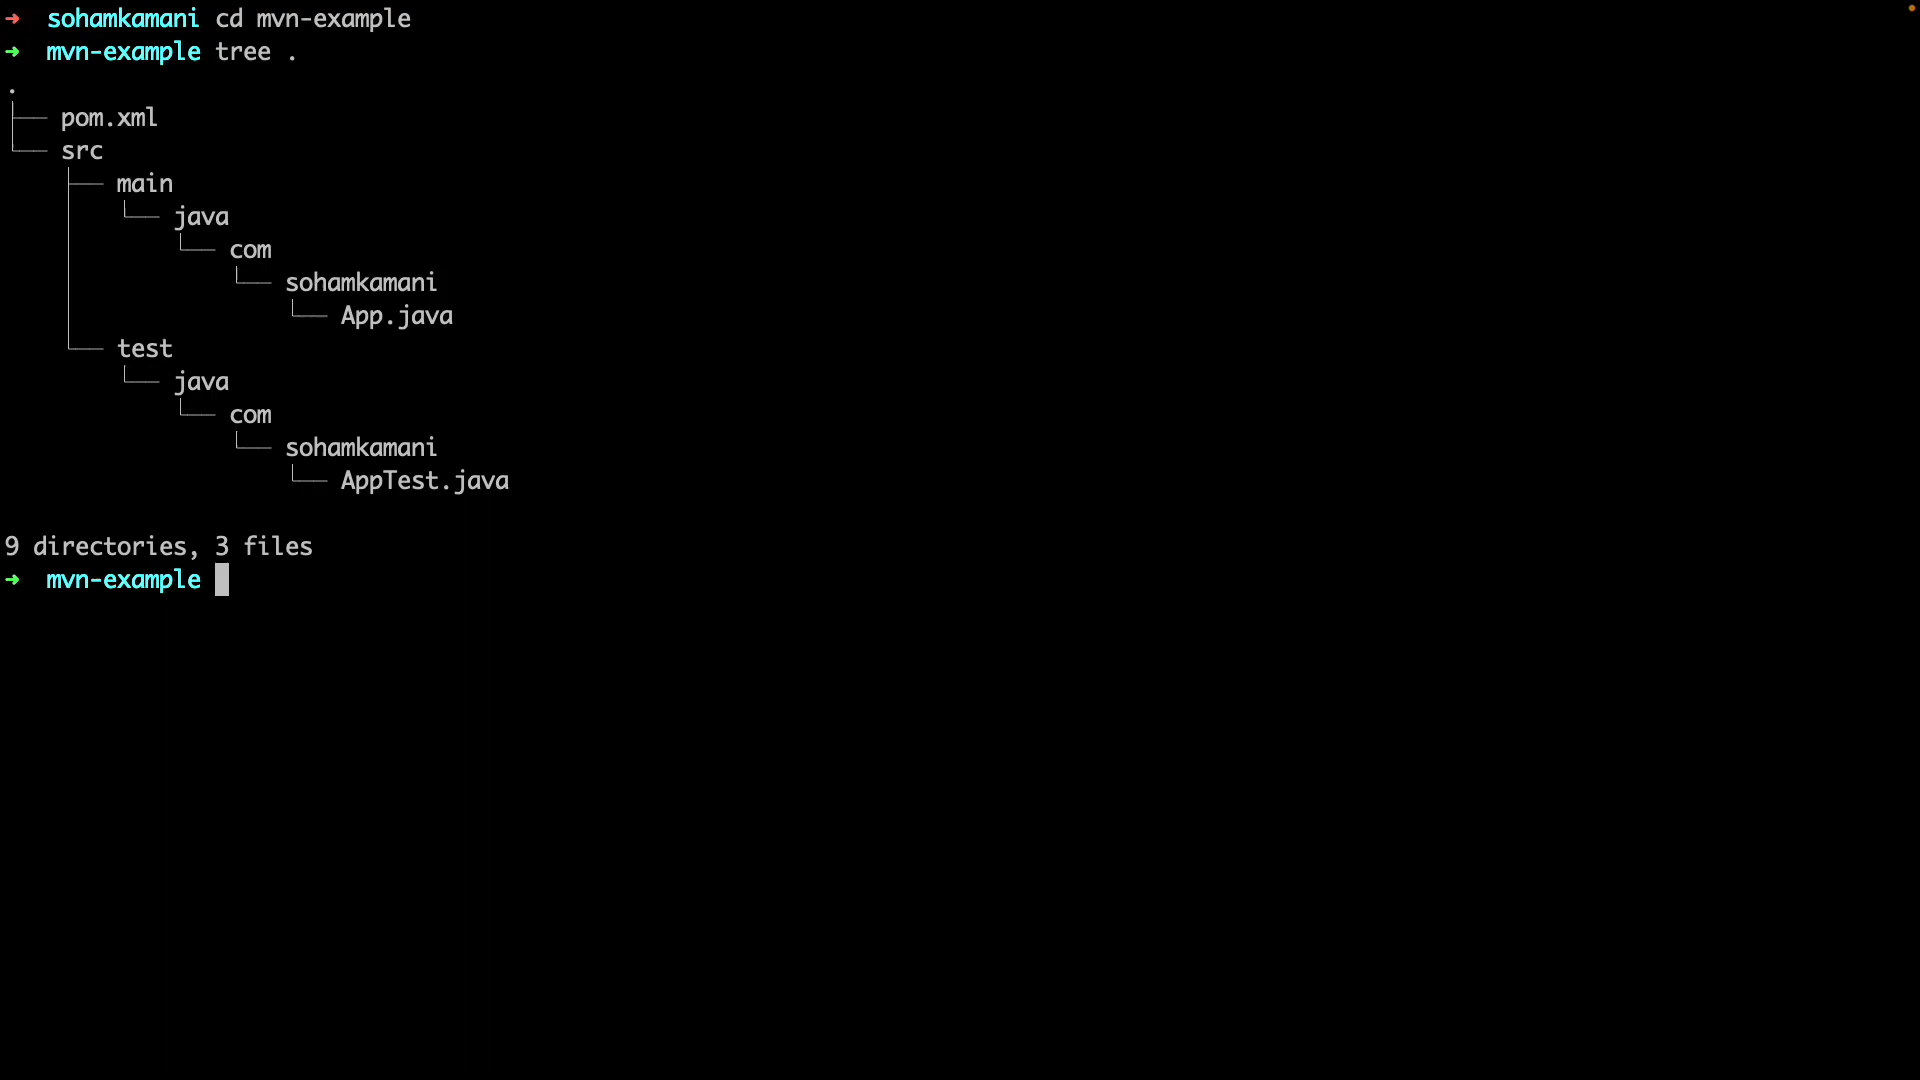 ➜  sohamkamani cd mvn-example
➜  mvn-example tree .
.
├── pom.xml
└── src
    ├── main
    │   └── java
    │       └── com
    │           └── sohamkamani
    │               └── App.java
    └── test
        └── java
            └── com
                └── sohamkamani
                    └── AppTest.java

9 directories, 3 files
➜  mvn-example